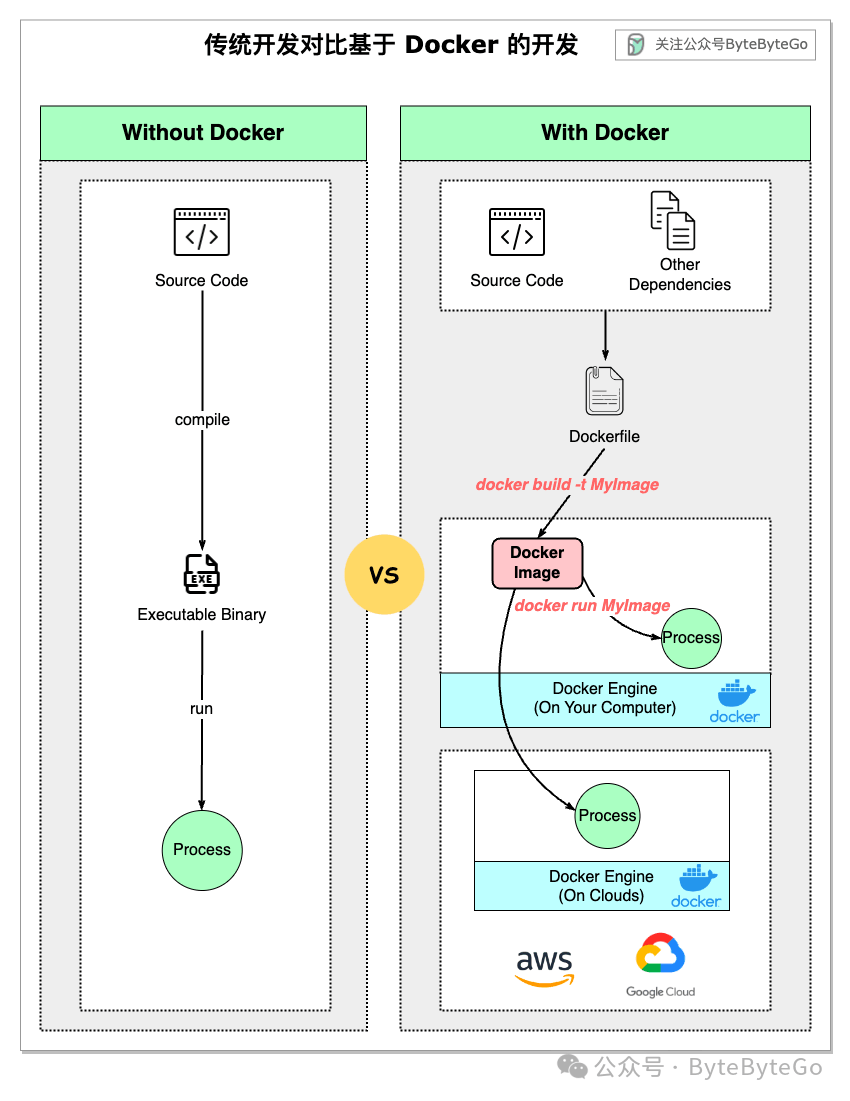 传统开发对比基于 Docker 的开发
关注公众号ByteByteGo
Without Docker
Source Code
compile
EXE
Executable Binary
run
Process
VS
With Docker
Source Code
Other
Dependencies
Dockerfile
docker build -t MyImage
Docker
Image
docker run MyImage
Process
Docker Engine
(On Your Computer)
docker
Process
Docker Engine
(On Clouds)
docker
aws
Google Cloud
公众号 · ByteByteGo